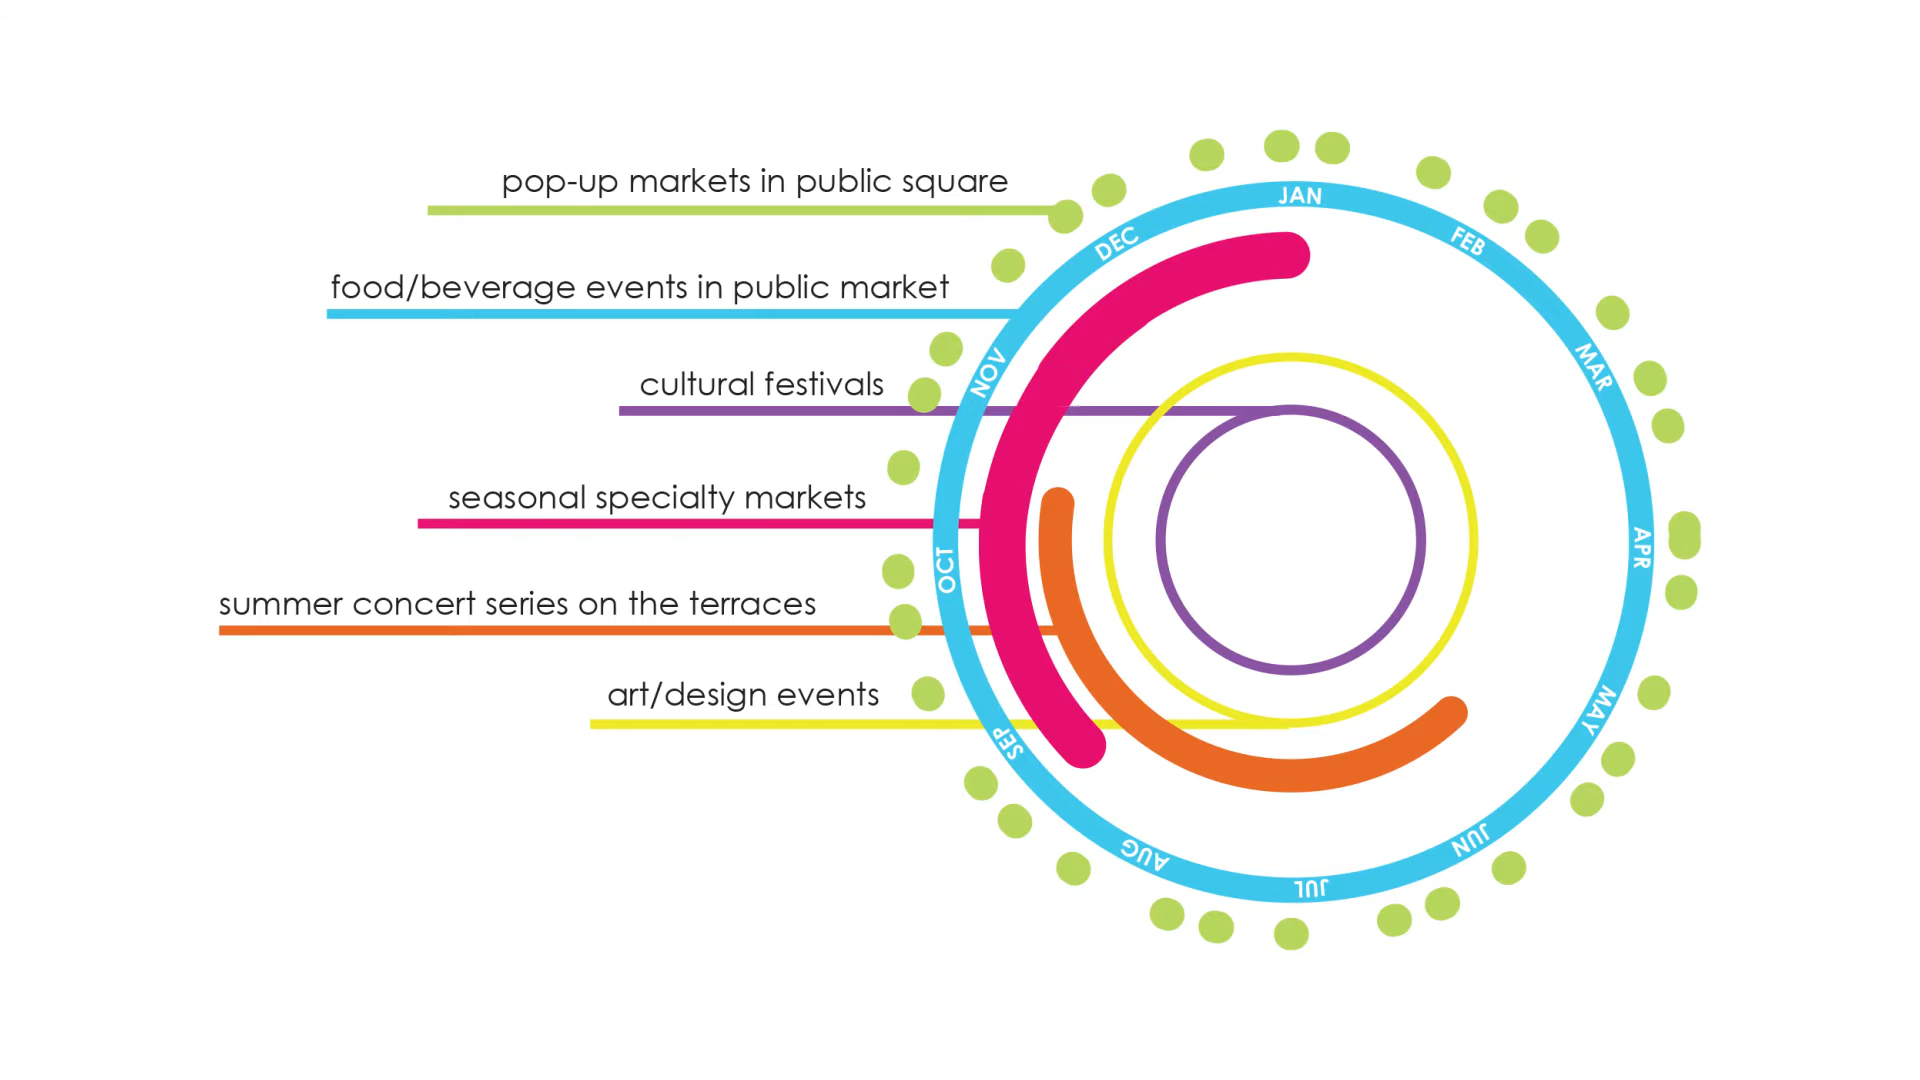 pop-up markets in public square
food/beverage events in public market
cultural festivals
seasonal specialty markets
summer concert series on the terraces
art/design events
JAN
FEB
MAR
APR
MAY
JUN
JUL
AUG
SEP
OCT
NOV
DEC